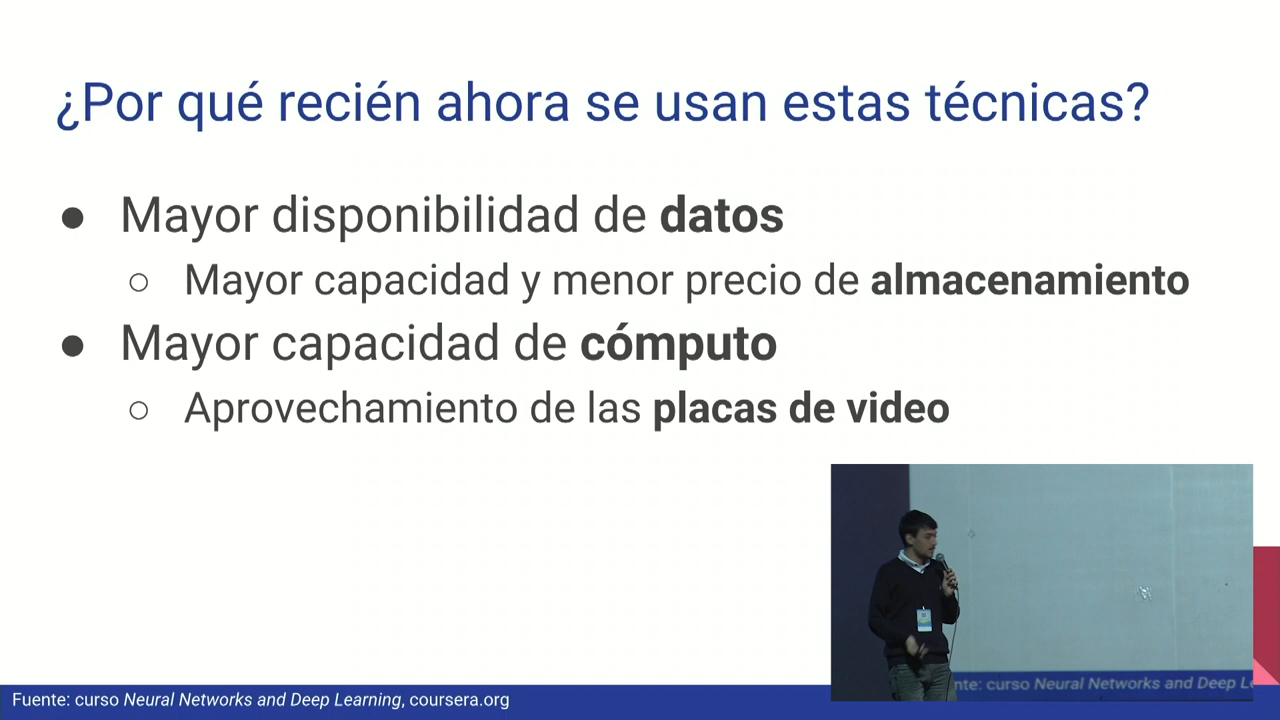 ¿Por qué recién ahora se usan estas técnicas?
● Mayor disponibilidad de datos
○ Mayor capacidad y menor precio de almacenamiento
● Mayor capacidad de cómputo
○ Aprovechamiento de las placas de video
Fuente: curso Neural Networks and Deep Learning, coursera.org
nte: curso Neural Networks and Deep Le